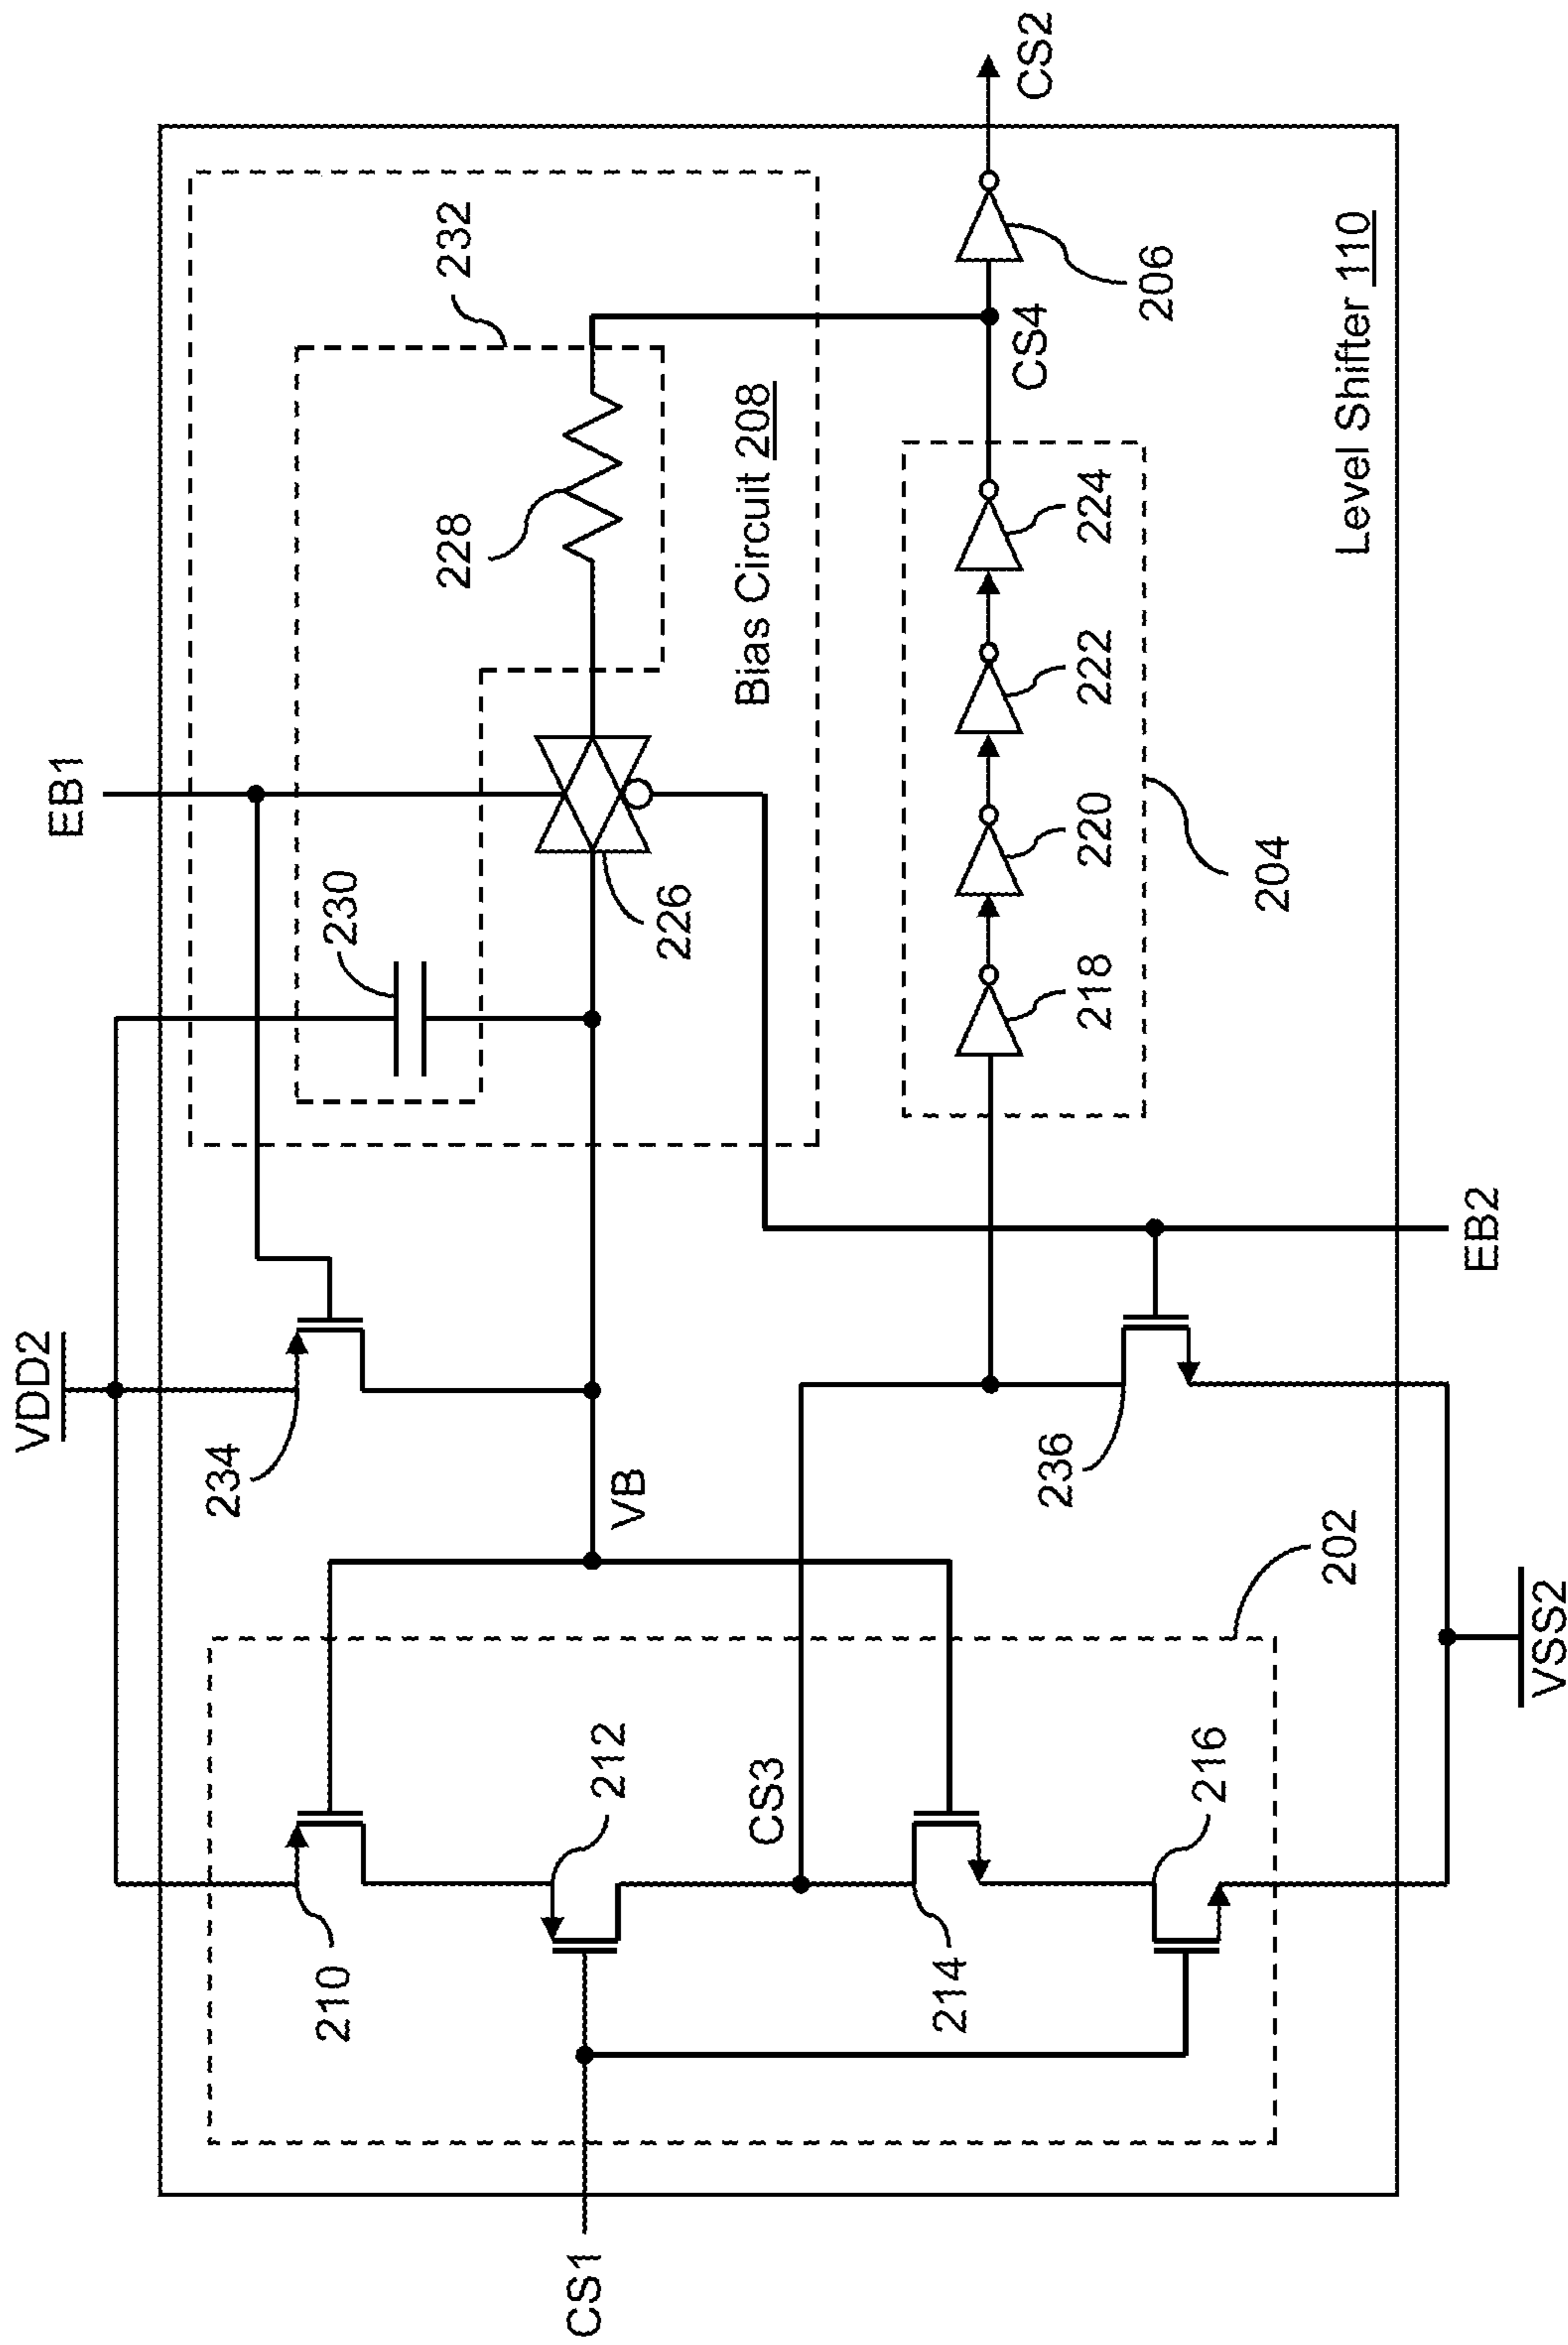 VDD2
EB1
234
230
232
228
210
212
VB
226
Bias Circuit 208
CS1
CS3
214
216
202
236
218
220
222
224
204
CS4
206
CS2
Level Shifter 110
VSS2
EB2